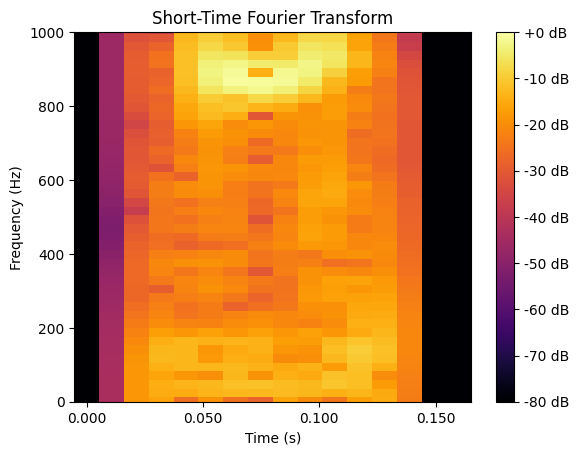 Short-Time Fourier Transform
1000
800
600
400
200
0
Frequency (Hz)
0.000
0.050
0.100
0.150
Time (s)
+0 dB
-10 dB
-20 dB
-30 dB
-40 dB
-50 dB
-60 dB
-70 dB
-80 dB